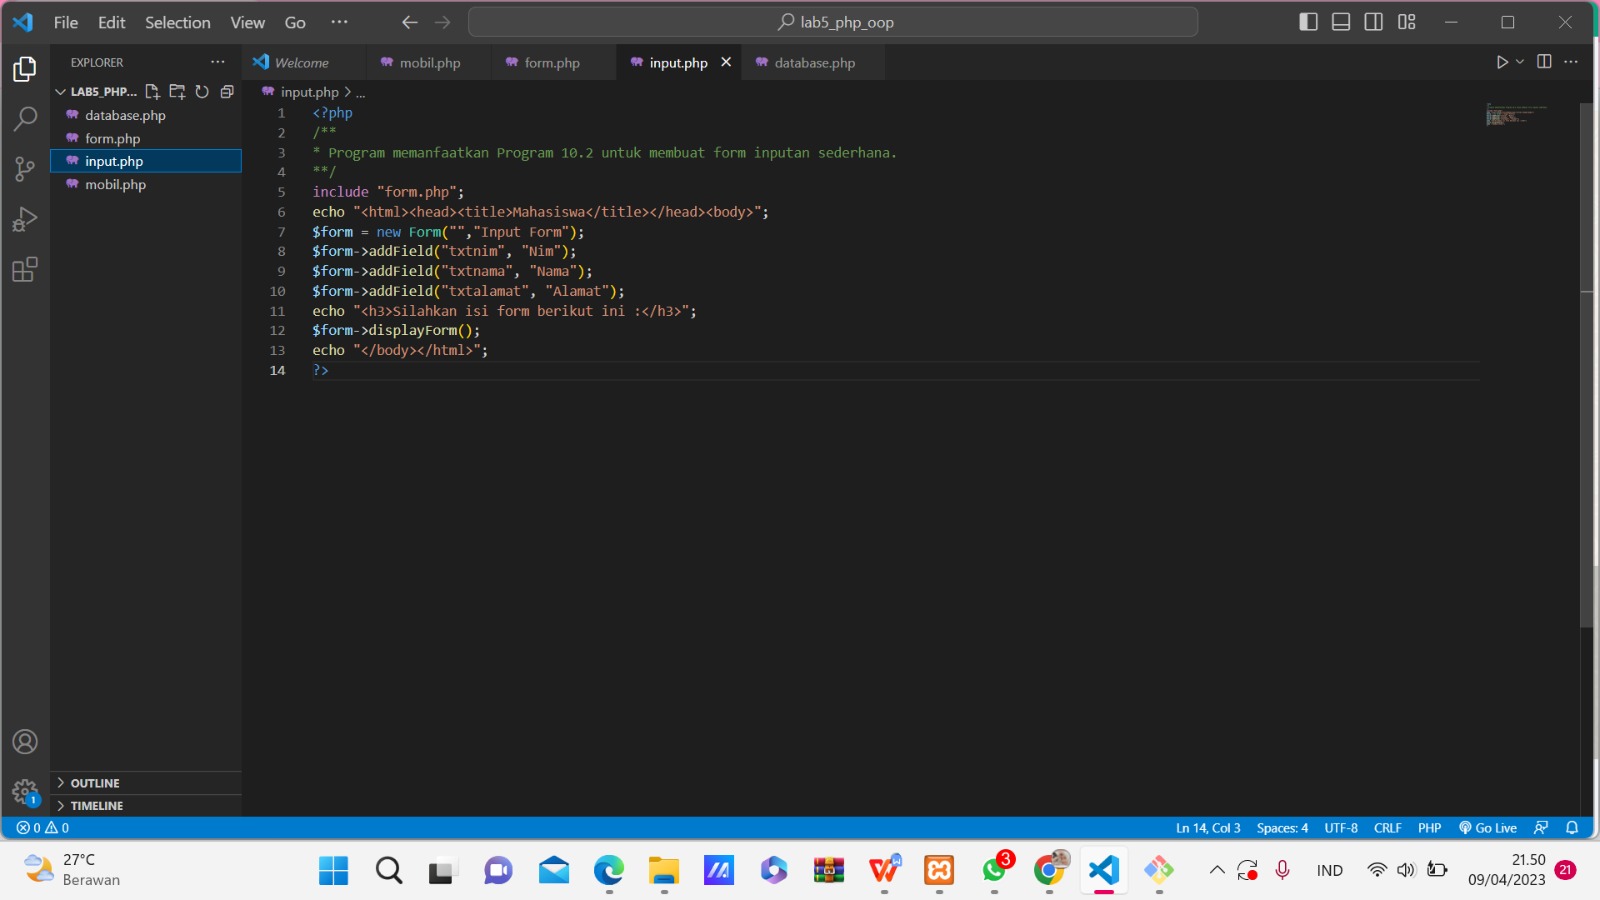 File Edit Selection View Go ···
lab5_php_oop
EXPLORER
Welcome
mobil.php
form.php
input.php
database.php
LAB5_PHP...
database.php
form.php
input.php
mobil.php
OUTLINE
TIMELINE
input.php > ...
1 <?php
2 /**
3 * Program memanfaatkan Program 10.2 untuk membuat form inputan sederhana.
4 **/
5 include "form.php";
6 echo "<html><head><title>Mahasiswa</title></head><body>";
7 $form = new Form("","Input Form");
8 $form->addField("txtnim", "Nim");
9 $form->addField("txtnama", "Nama");
10 $form->addField("txtalamat", "Alamat");
11 echo "<h3>Silahkan isi form berikut ini :</h3>";
12 $form->displayForm();
13 echo "</body></html>";
14 ?>
1
0 0
Ln 14, Col 3 Spaces: 4 UTF-8 CRLF PHP Go Live
27°C
Berawan
W
3
IND
21.50
09/04/2023
21